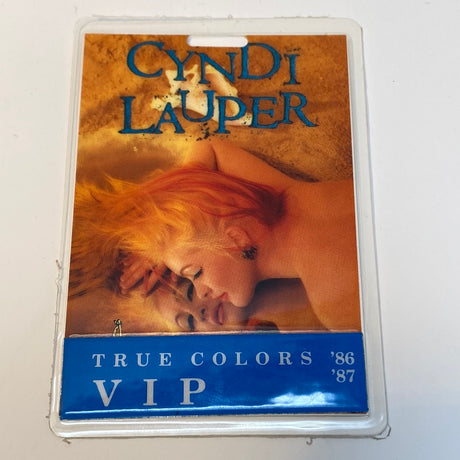 CYNDI
LAUPER
TRUE COLORS '86
VIP '87